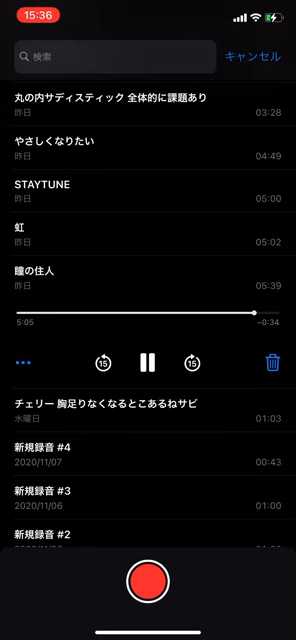 15:36
検索
キャンセル
丸の内サディスティック 全体的に課題あり
昨日 03:28
やさしくなりたい
昨日 04:49
STAYTUNE
昨日 05:00
虹
昨日 05:02
瞳の住人
昨日 05:39
5:05 −0:34
15 15
チェリー 胸足りなくなるとこあるねサビ
水曜日 01:03
新規録音 #4
2020/11/07 00:43
新規録音 #3
2020/11/06 01:00
新規録音 #2